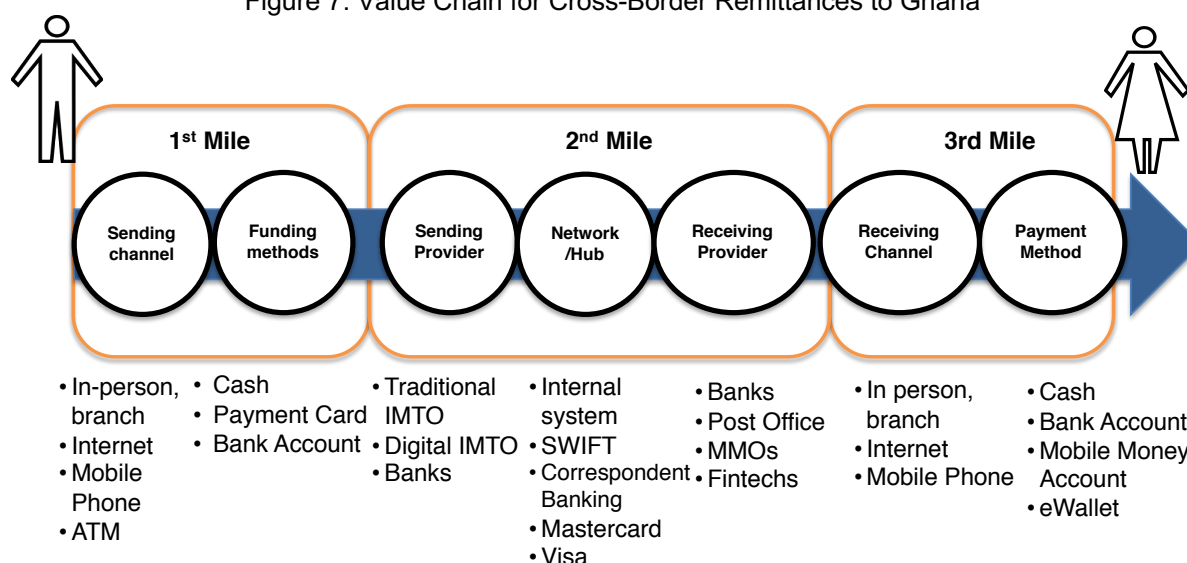 Figure 7. Value Chain for Cross-Border Remittances to Ghana
1st Mile
2nd Mile
3rd Mile
Sending
channel
Funding
methods
Sending
Provider
Network
/Hub
Receiving
Provider
Receiving
Channel
Payment
Method
• In-person,
branch
• Internet
• Mobile
Phone
• ATM
• Cash
• Payment Card
• Bank Account
• Traditional
IMTO
• Digital IMTO
• Banks
• Internal
system
• SWIFT
• Correspondent
Banking
• Mastercard
• Visa
• Banks
• Post Office
• MMOs
• Fintechs
• In person,
branch
• Internet
• Mobile Phone
• Cash
• Bank Account
• Mobile Money
Account
• eWallet